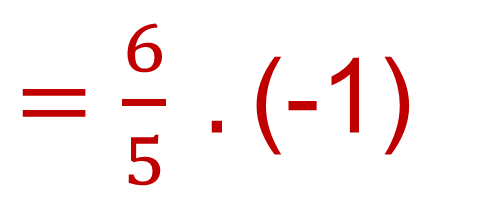 = 6/5 . (-1)